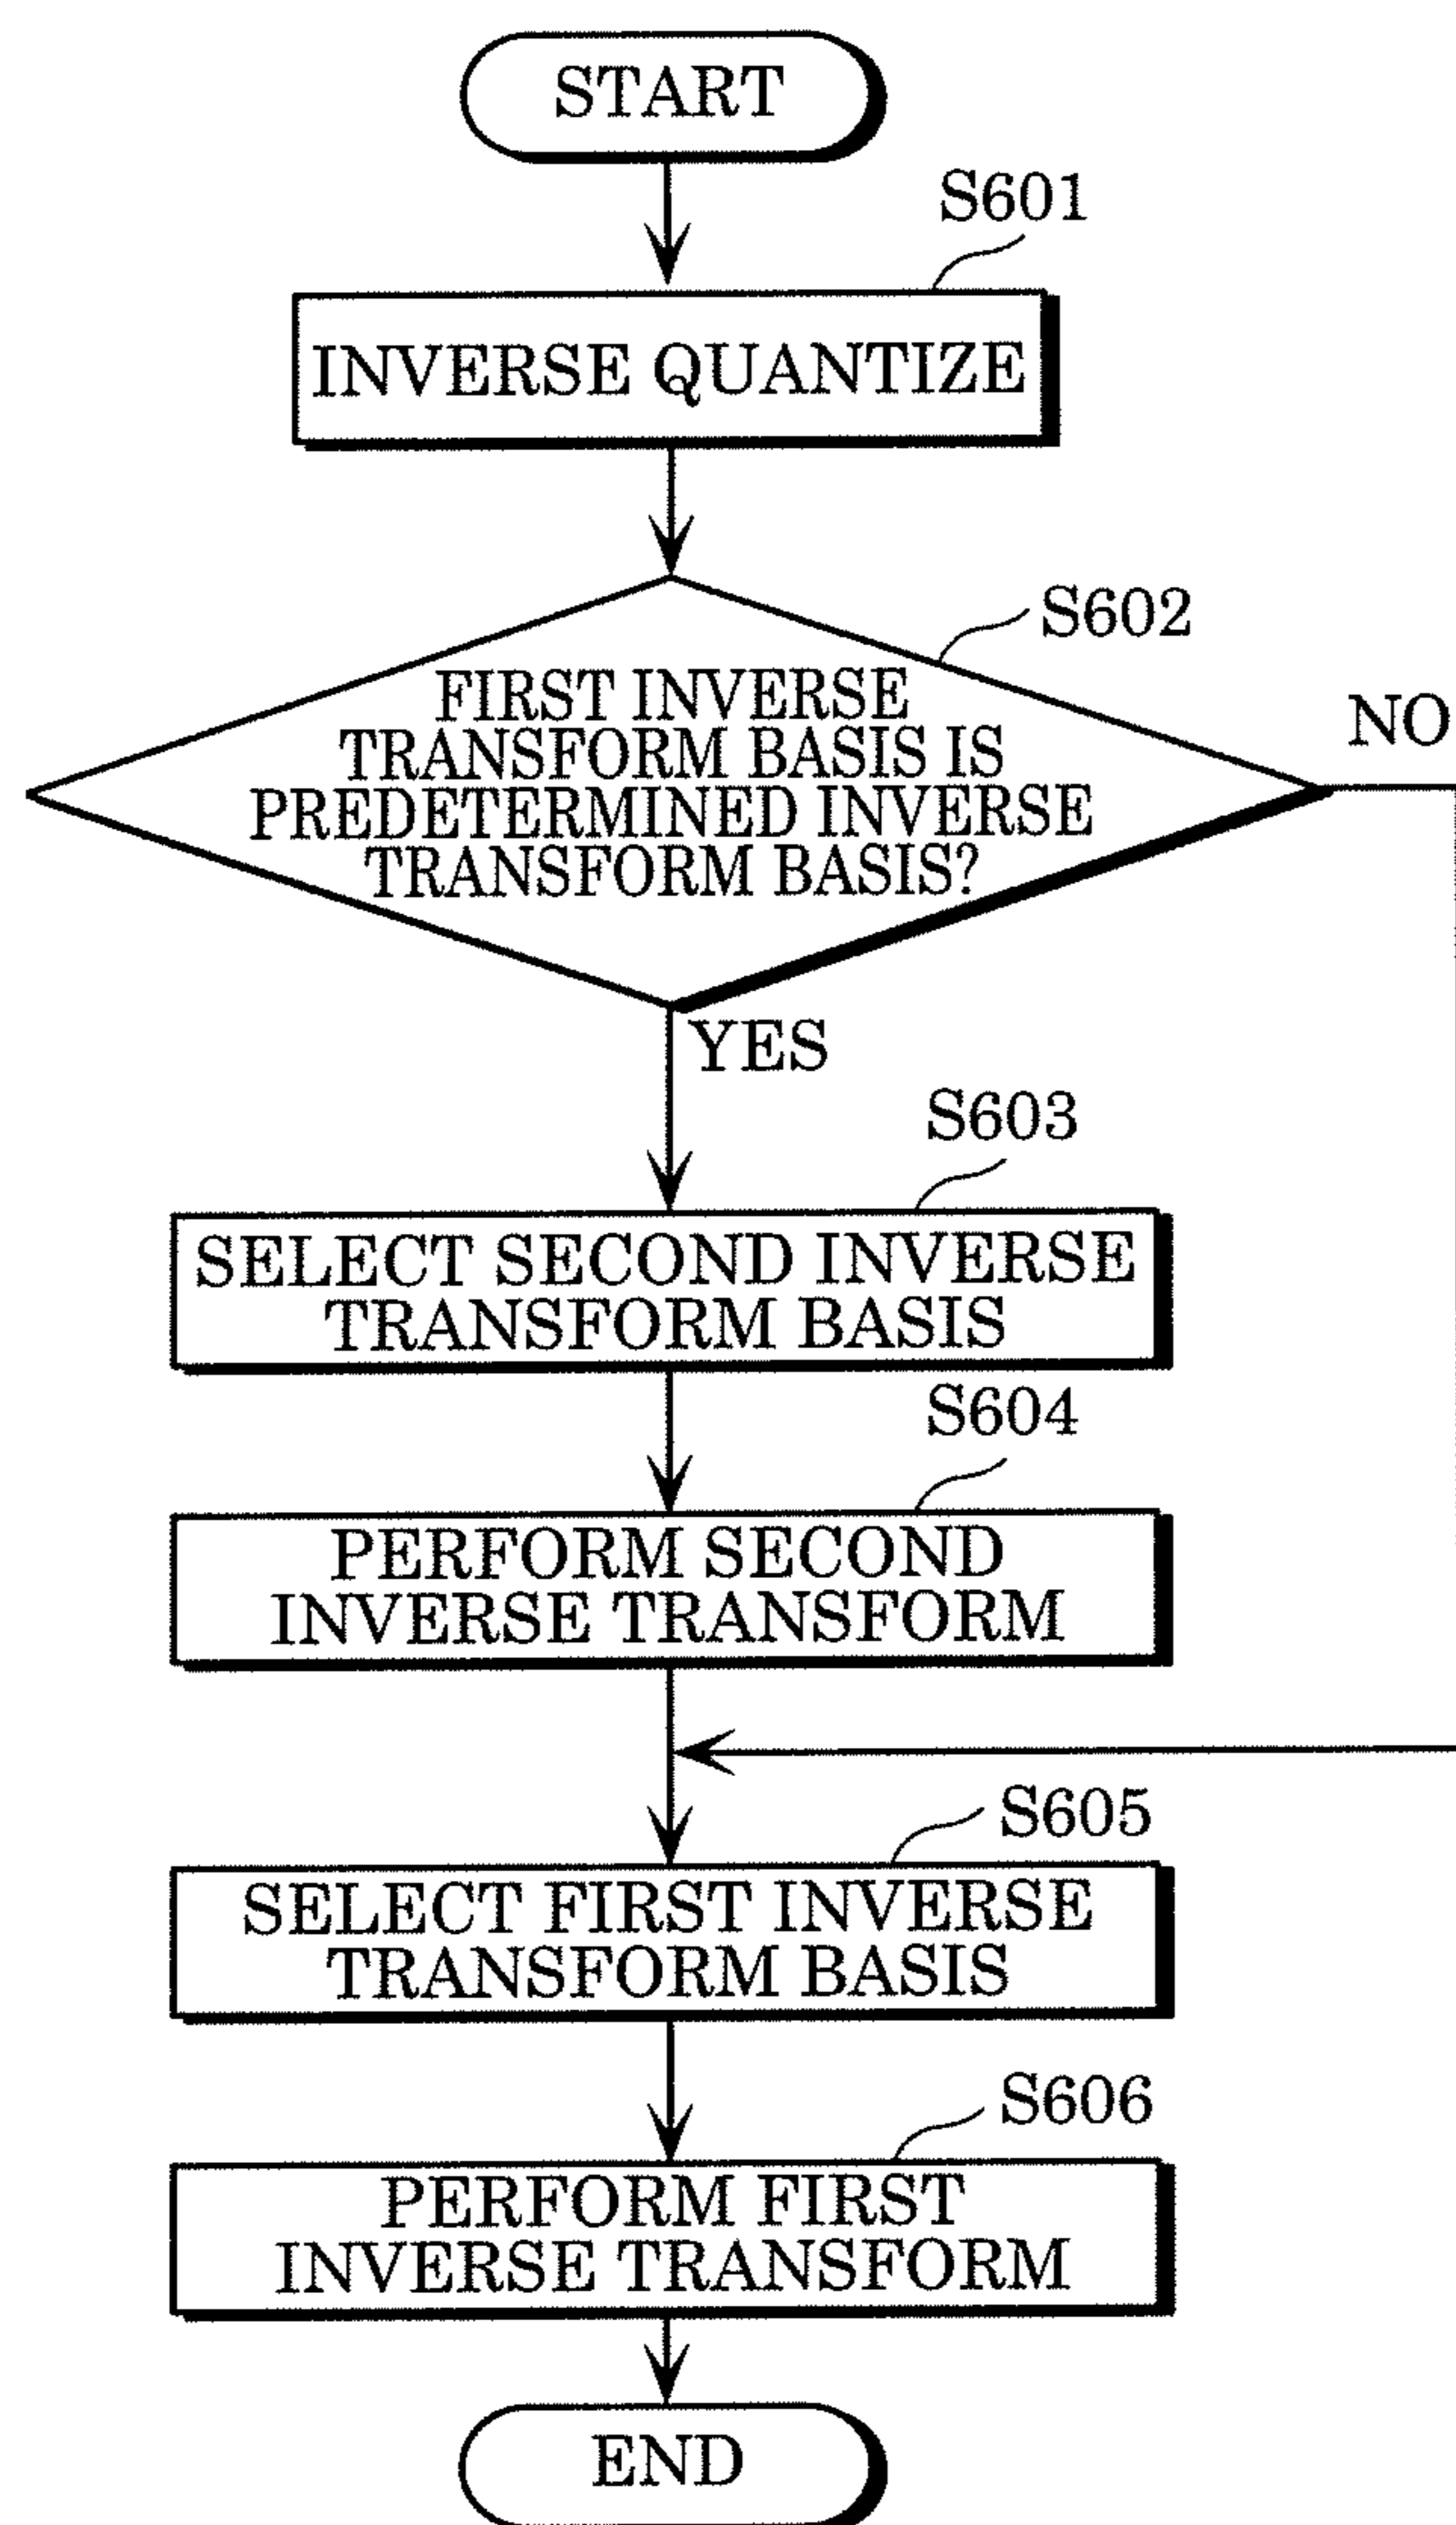 START
S601
INVERSE QUANTIZE
S602
FIRST INVERSE
TRANSFORM BASIS IS
PREDETERMINED INVERSE
TRANSFORM BASIS?
NO
YES
S603
SELECT SECOND INVERSE
TRANSFORM BASIS
S604
PERFORM SECOND
INVERSE TRANSFORM
S605
SELECT FIRST INVERSE
TRANSFORM BASIS
S606
PERFORM FIRST
INVERSE TRANSFORM
END